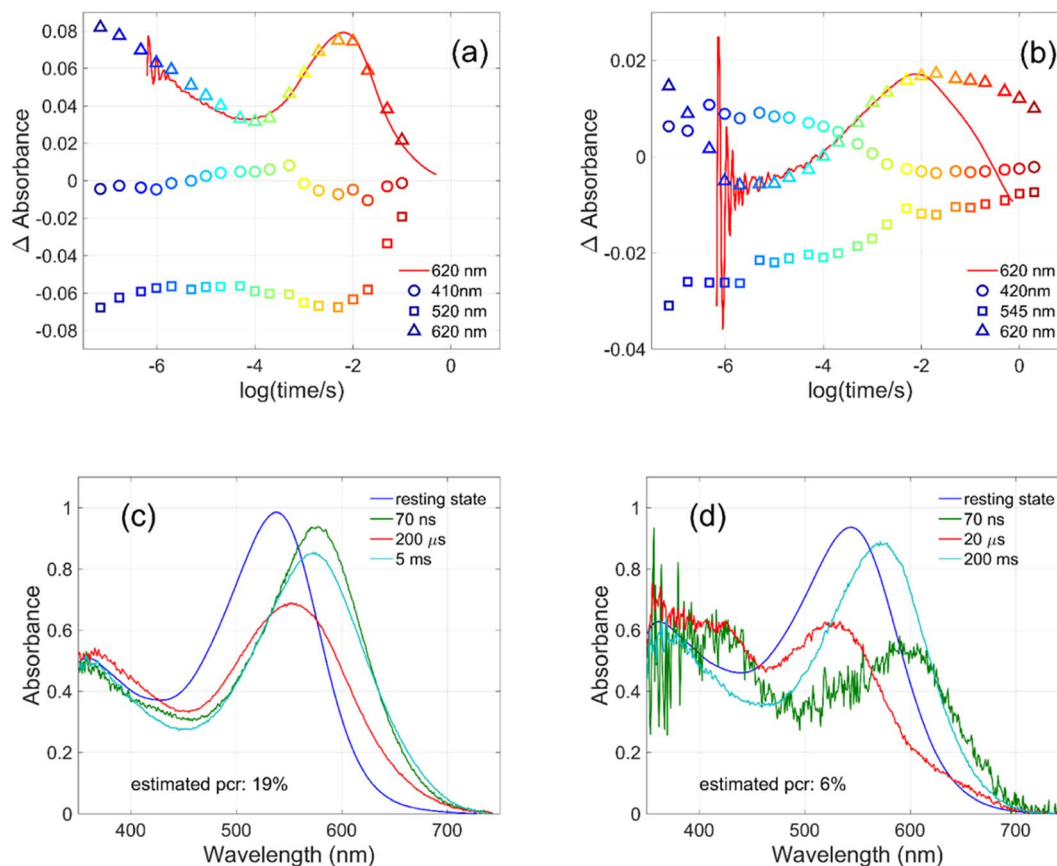 (a)
0.08
0.06
0.04
0.02
0
-0.02
-0.04
-0.06
-0.08
Δ Absorbance
620 nm
410nm
520 nm
620 nm
-6
-4
-2
0
log(time/s)
(b)
0.02
0
-0.02
-0.04
Δ Absorbance
620 nm
420nm
545 nm
620 nm
-6
-4
-2
0
log(time/s)
(c)
1
0.8
0.6
0.4
0.2
0
Absorbance
resting state
70 ns
200 μs
5 ms
estimated pcr: 19%
400
500
600
700
Wavelength (nm)
(d)
1
0.8
0.6
0.4
0.2
0
Absorbance
resting state
70 ns
20 μs
200 ms
estimated pcr: 6%
400
500
600
700
Wavelength (nm)